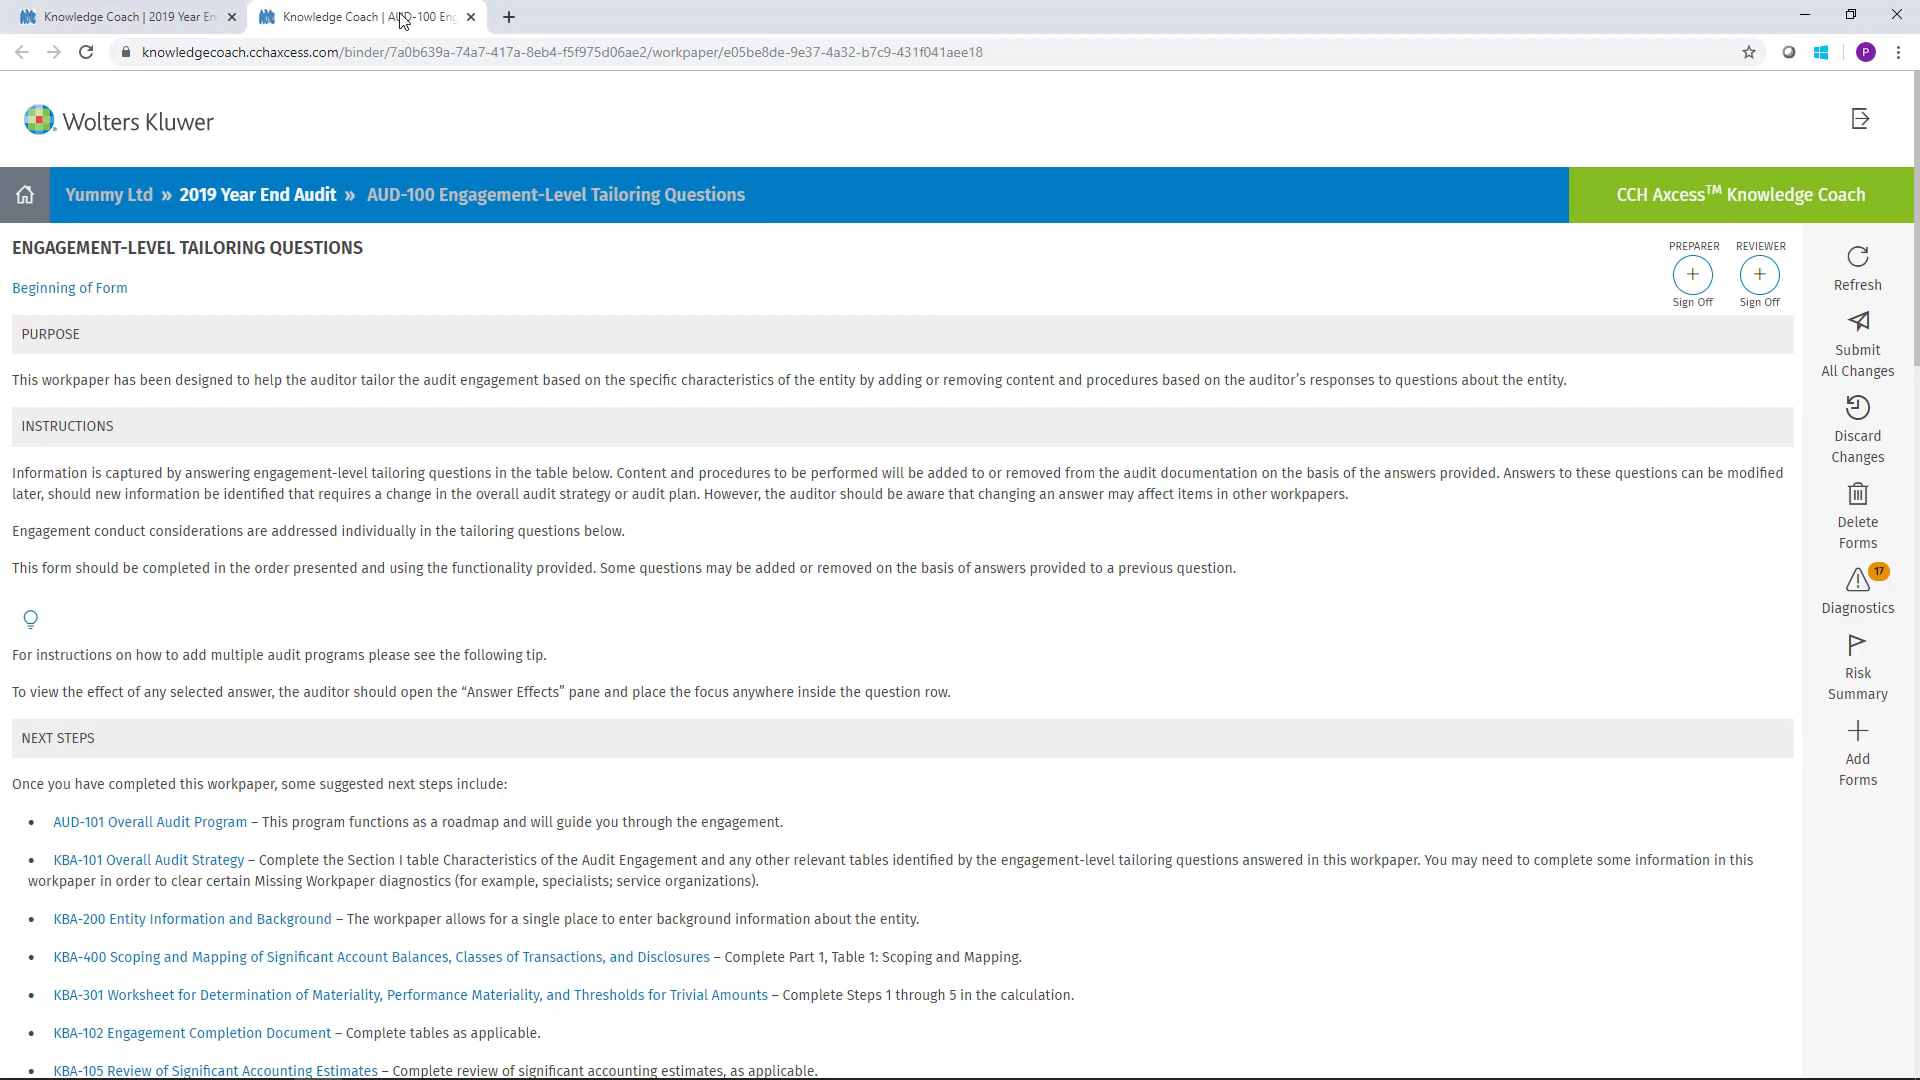 Knowledge Coach | 2019 Year En
Knowledge Coach | AUD-100 Eng
knowledgecoach.cchaxcess.com/binder/7a0b639a-74a7-417a-8eb4-f5f975d06ae2/workpaper/e05be8de-9e37-4a32-b7c9-431f041aee18
P
Wolters Kluwer
Yummy Ltd » 2019 Year End Audit » AUD-100 Engagement-Level Tailoring Questions
CCH Axcess™ Knowledge Coach
ENGAGEMENT-LEVEL TAILORING QUESTIONS
PREPARER
REVIEWER
Sign Off
Sign Off
Beginning of Form
PURPOSE
This workpaper has been designed to help the auditor tailor the audit engagement based on the specific characteristics of the entity by adding or removing content and procedures based on the auditor’s responses to questions about the entity.
INSTRUCTIONS
Information is captured by answering engagement-level tailoring questions in the table below. Content and procedures to be performed will be added to or removed from the audit documentation on the basis of the answers provided. Answers to these questions can be modified
later, should new information be identified that requires a change in the overall audit strategy or audit plan. However, the auditor should be aware that changing an answer may affect items in other workpapers.
Engagement conduct considerations are addressed individually in the tailoring questions below.
This form should be completed in the order presented and using the functionality provided. Some questions may be added or removed on the basis of answers provided to a previous question.
For instructions on how to add multiple audit programs please see the following tip.
To view the effect of any selected answer, the auditor should open the “Answer Effects” pane and place the focus anywhere inside the question row.
NEXT STEPS
Once you have completed this workpaper, some suggested next steps include:
• AUD-101 Overall Audit Program – This program functions as a roadmap and will guide you through the engagement.
• KBA-101 Overall Audit Strategy – Complete the Section I table Characteristics of the Audit Engagement and any other relevant tables identified by the engagement-level tailoring questions answered in this workpaper. You may need to complete some information in this
workpaper in order to clear certain Missing Workpaper diagnostics (for example, specialists; service organizations).
• KBA-200 Entity Information and Background – The workpaper allows for a single place to enter background information about the entity.
• KBA-400 Scoping and Mapping of Significant Account Balances, Classes of Transactions, and Disclosures – Complete Part 1, Table 1: Scoping and Mapping.
• KBA-301 Worksheet for Determination of Materiality, Performance Materiality, and Thresholds for Trivial Amounts – Complete Steps 1 through 5 in the calculation.
• KBA-102 Engagement Completion Document – Complete tables as applicable.
• KBA-105 Review of Significant Accounting Estimates – Complete review of significant accounting estimates, as applicable.
Refresh
Submit
All Changes
Discard
Changes
Delete
Forms
17
Diagnostics
Risk
Summary
Add
Forms